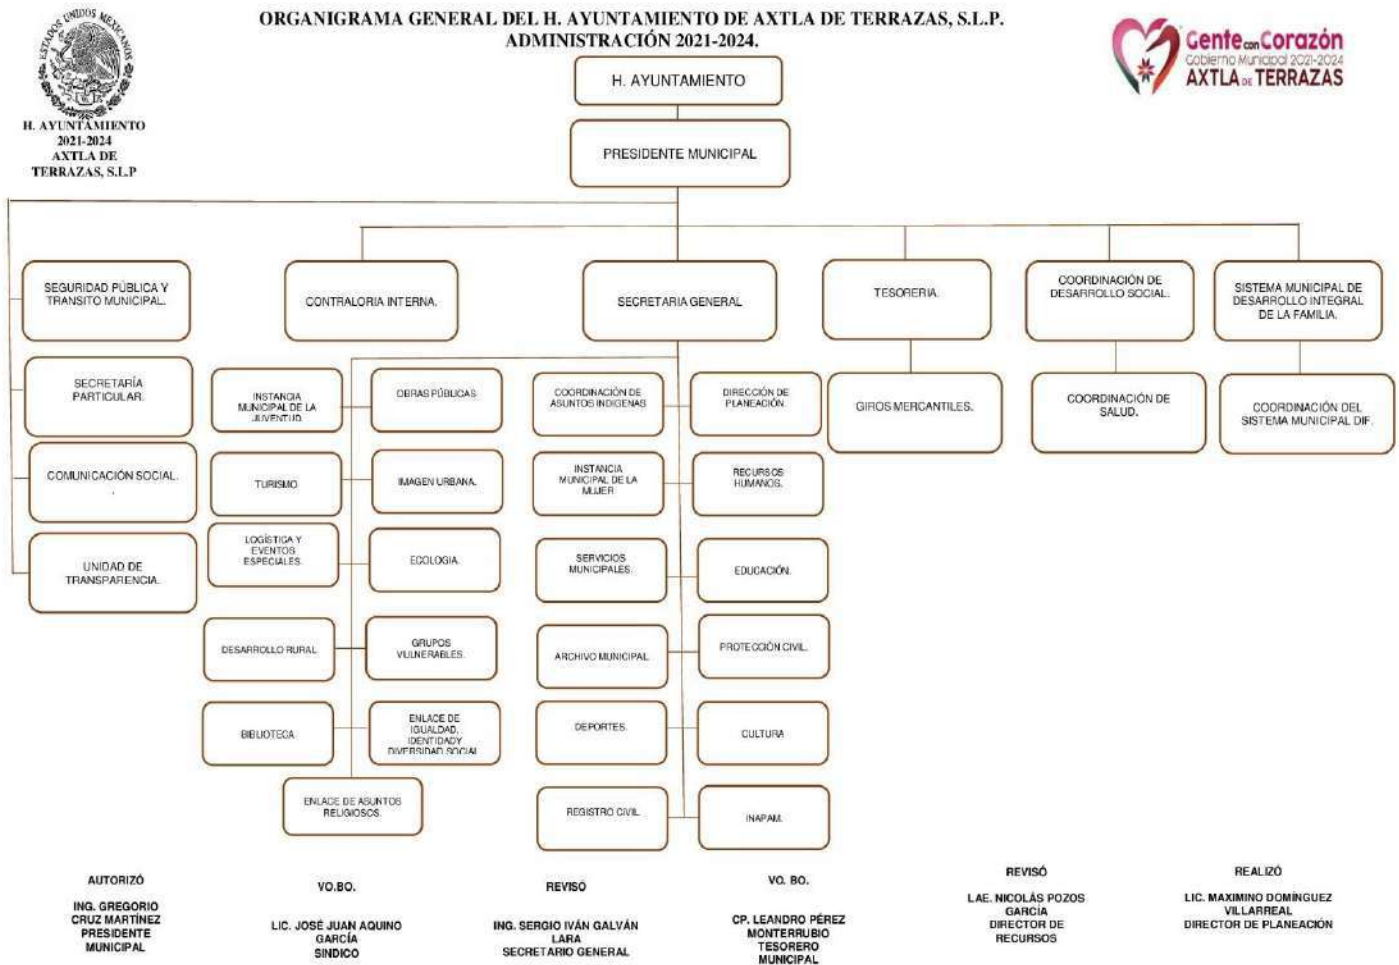 ORGANIGRAMA GENERAL DEL H. AYUNTAMIENTO DE AXTLA DE TERRAZAS, S.L.P.
ADMINISTRACIÓN 2021-2024.
ESTADOS UNIDOS MEXICANOS
H. AYUNTAMIENTO
2021-2024
AXTLA DE
TERRAZAS, S.L.P
Gente con Corazón
Gobierno Municipal 2021-2024
AXTLA DE TERRAZAS
H. AYUNTAMIENTO
PRESIDENTE MUNICIPAL
SEGURIDAD PÚBLICA Y
TRANSITO MUNICIPAL.
CONTRALORIA INTERNA.
SECRETARIA GENERAL
TESORERIA.
COORDINACIÓN DE
DESARROLLO SOCIAL.
SISTEMA MUNICIPAL DE
DESARROLLO INTEGRAL
DE LA FAMILIA.
SECRETARÍA
PARTICULAR.
COMUNICACIÓN SOCIAL.
.
UNIDAD DE
TRANSPARENCIA.
INSTANCIA
MUNICIPAL DE LA
JUVENTUD.
OBRAS PÚBLICAS
COORDINACIÓN DE
ASUNTOS INDIGENAS
DIRECCIÓN DE
PLANEACIÓN.
GIROS MERCANTILES.
COORDINACIÓN DE
SALUD.
COORDINACIÓN DEL
SISTEMA MUNICIPAL DIF.
TURISMO
IMAGEN URBANA.
INSTANCIA
MUNICIPAL DE LA
MUJER
RECURSOS
HUMANOS.
LOGÍSTICA Y
EVENTOS
ESPECIALES.
ECOLOGIA.
SERVICIOS
MUNICIPALES.
EDUCACIÓN.
DESARROLLO RURAL
GRUPOS
VULNERABLES.
ARCHIVO MUNICIPAL
PROTECCIÓN CIVIL.
BIBLIOTECA
ENLACE DE
IGUALDAD,
IDENTIDADY
DIVERSIDAD SOCIAL
DEPORTES.
CULTURA
ENLACE DE ASUNTOS
RELIGIOSOS.
REGISTRO CIVIL
INAPAM.
AUTORIZÓ
ING. GREGORIO
CRUZ MARTÍNEZ
PRESIDENTE
MUNICIPAL
VO.BO.
LIC. JOSÉ JUAN AQUINO
GARCÍA
SINDICO
REVISÓ
ING. SERGIO IVÁN GALVÁN
LARA
SECRETARIO GENERAL
VO. BO.
CP. LEANDRO PÉREZ
MONTERRUBIO
TESORERO
MUNICIPAL
REVISÓ
LAE. NICOLÁS POZOS
GARCÍA
DIRECTOR DE
RECURSOS
REALIZÓ
LIC. MAXIMINO DOMÍNGUEZ
VILLARREAL
DIRECTOR DE PLANEACIÓN